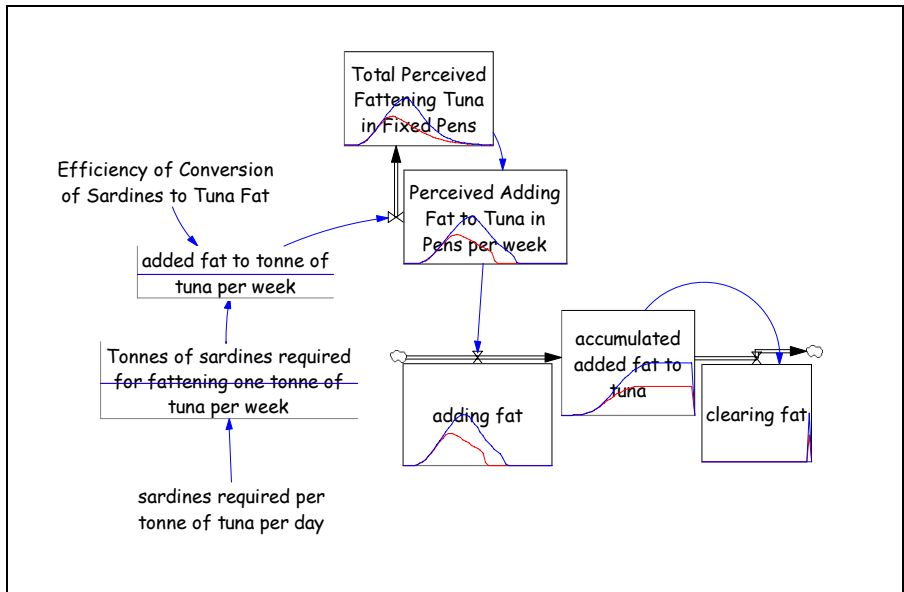 Total Perceived
Fattening Tuna
in Fixed Pens
Efficiency of Conversion
of Sardines to Tuna Fat
Perceived Adding
Fat to Tuna in
Pens per week
added fat to tonne of
tuna per week
Tonnes of sardines required
for fattening one tonne of
tuna per week
accumulated
added fat to
tuna
adding fat
clearing fat
sardines required per
tonne of tuna per day